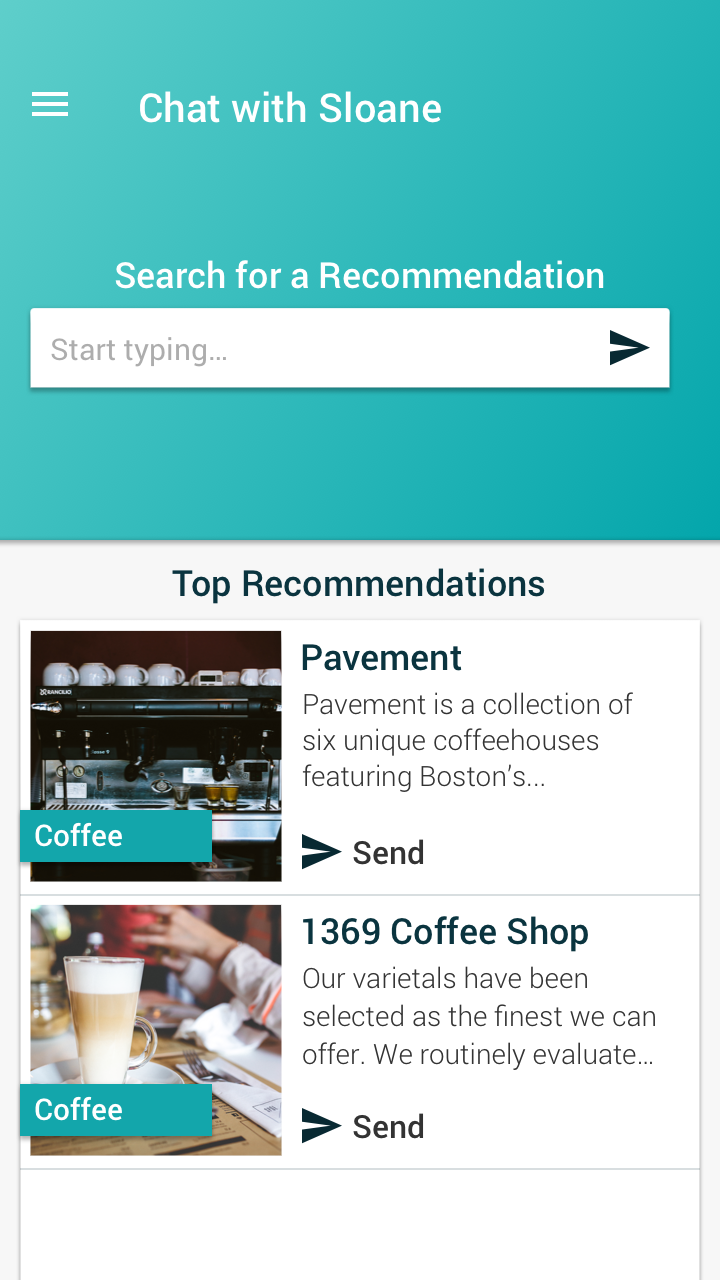 Chat with Sloane
Search for a Recommendation
Start typing...
Top Recommendations
RANCILIO
Coffee
Pavement
Pavement is a collection of
six unique coffeehouses
featuring Boston’s...
Send
Coffee
1369 Coffee Shop
Our varietals have been
selected as the finest we can
offer. We routinely evaluate...
Send